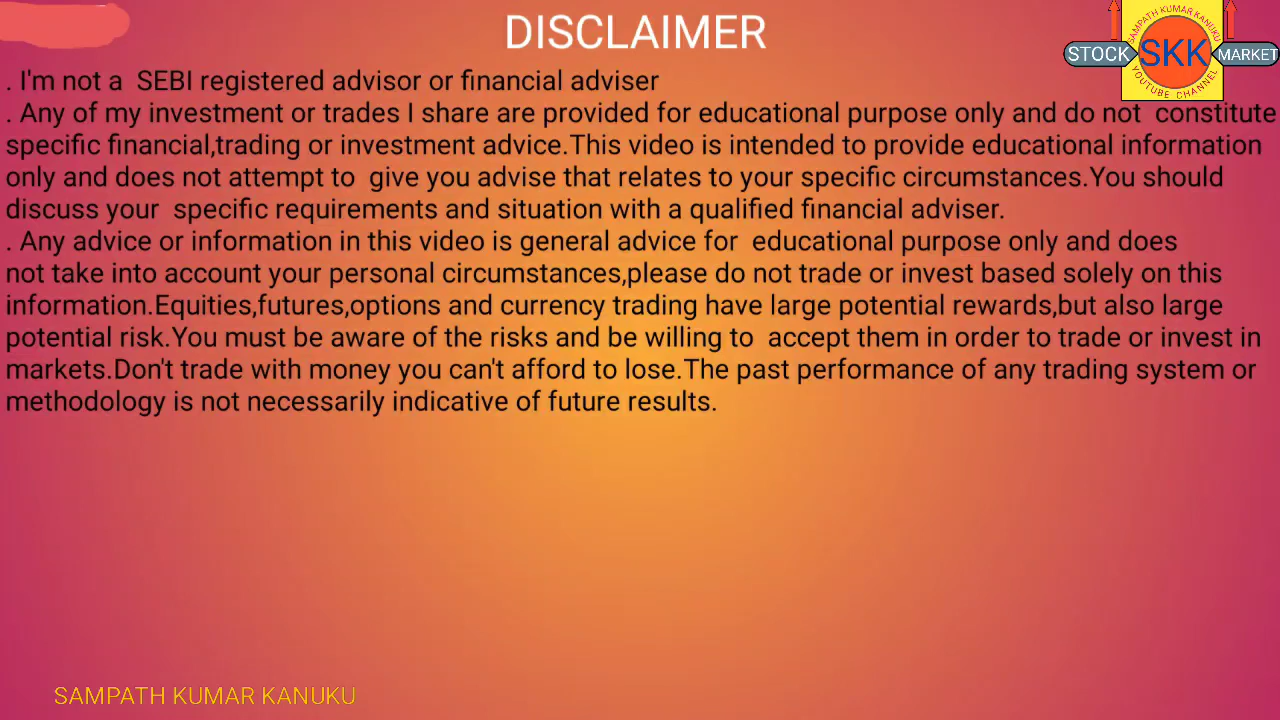 DISCLAIMER
SAMPATH KUMAR KANUKU
STOCK SKK MARKET
YOUTUBE CHANNEL
. I'm not a  SEBI registered advisor or financial adviser
. Any of my investment or trades I share are provided for educational purpose only and do not  constitute
specific financial,trading or investment advice.This video is intended to provide educational information
only and does not attempt to  give you advise that relates to your specific circumstances.You should
discuss your  specific requirements and situation with a qualified financial adviser.
. Any advice or information in this video is general advice for  educational purpose only and does
not take into account your personal circumstances,please do not trade or invest based solely on this
information.Equities,futures,options and currency trading have large potential rewards,but also large
potential risk.You must be aware of the risks and be willing to  accept them in order to trade or invest in
markets.Don't trade with money you can't afford to lose.The past performance of any trading system or
methodology is not necessarily indicative of future results.
SAMPATH KUMAR KANUKU